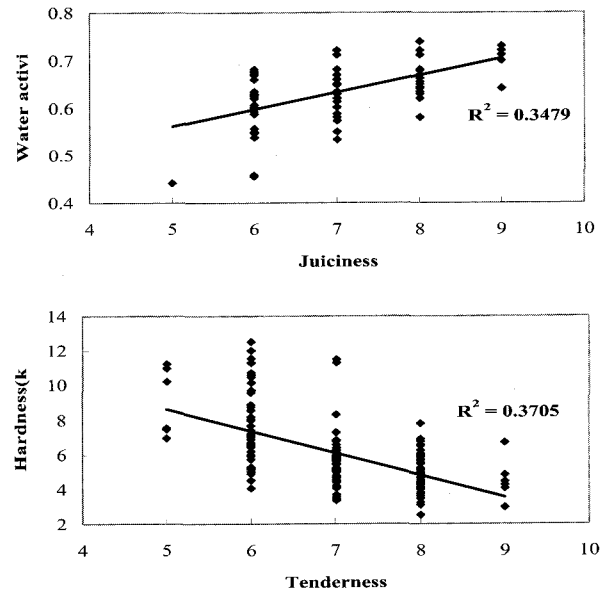 0.8
0.7
0.6
0.5
0.4
Water activi
R² = 0.3479
4 5 6 7 8 9 10
Juiciness
14
12
10
8
6
4
2
Hardness(k
R² = 0.3705
4 5 6 7 8 9 10
Tenderness